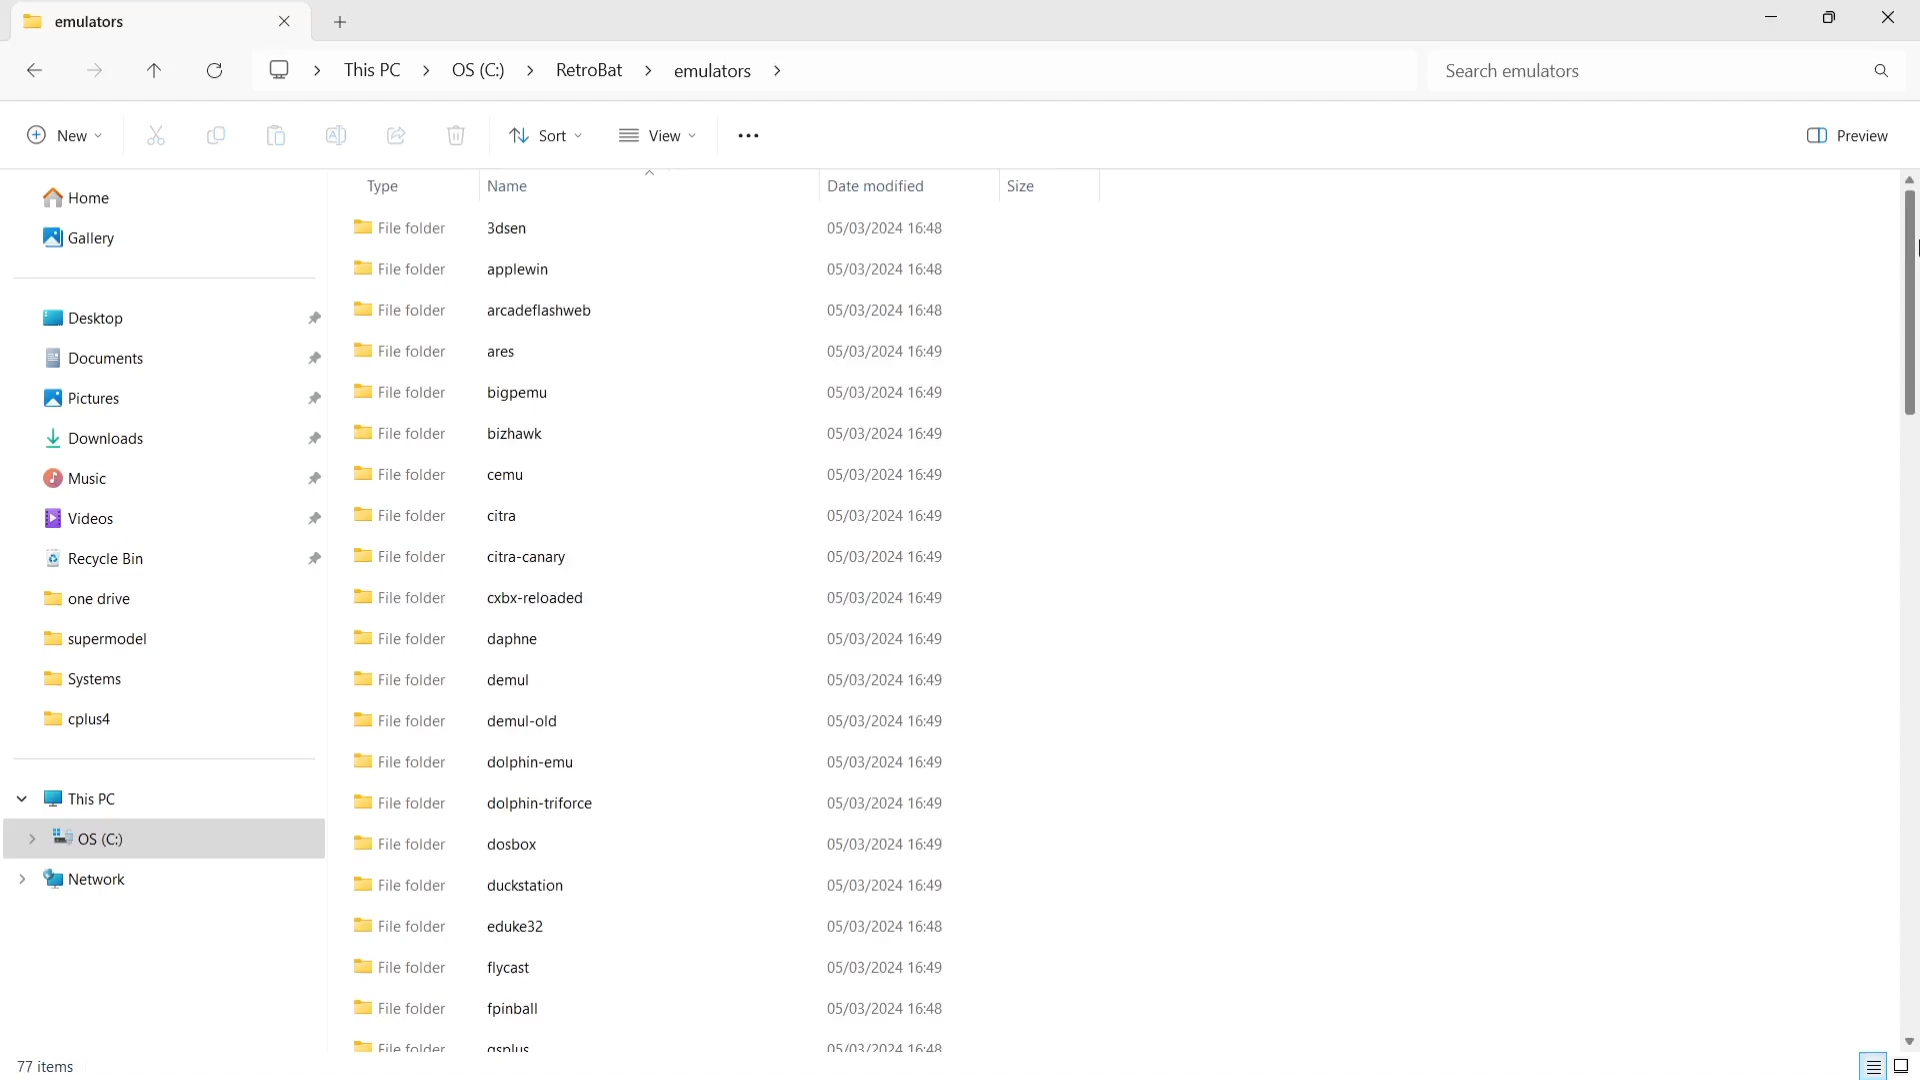 emulators
This PC > OS (C:) > RetroBat > emulators >
Search emulators
New
Sort
View
Preview
Home
Gallery
Desktop
Documents
Pictures
Downloads
Music
Videos
Recycle Bin
one drive
supermodel
Systems
cplus4
This PC
OS (C:)
Network
Type Name Date modified Size
File folder 3dsen 05/03/2024 16:48
File folder applewin 05/03/2024 16:48
File folder arcadeflashweb 05/03/2024 16:48
File folder ares 05/03/2024 16:49
File folder bigpemu 05/03/2024 16:49
File folder bizhawk 05/03/2024 16:49
File folder cemu 05/03/2024 16:49
File folder citra 05/03/2024 16:49
File folder citra-canary 05/03/2024 16:49
File folder cxbx-reloaded 05/03/2024 16:49
File folder daphne 05/03/2024 16:49
File folder demul 05/03/2024 16:49
File folder demul-old 05/03/2024 16:49
File folder dolphin-emu 05/03/2024 16:49
File folder dolphin-triforce 05/03/2024 16:49
File folder dosbox 05/03/2024 16:49
File folder duckstation 05/03/2024 16:49
File folder eduke32 05/03/2024 16:48
File folder flycast 05/03/2024 16:49
File folder fpinball 05/03/2024 16:48
File folder gsplus 05/03/2024 16:48
77 items